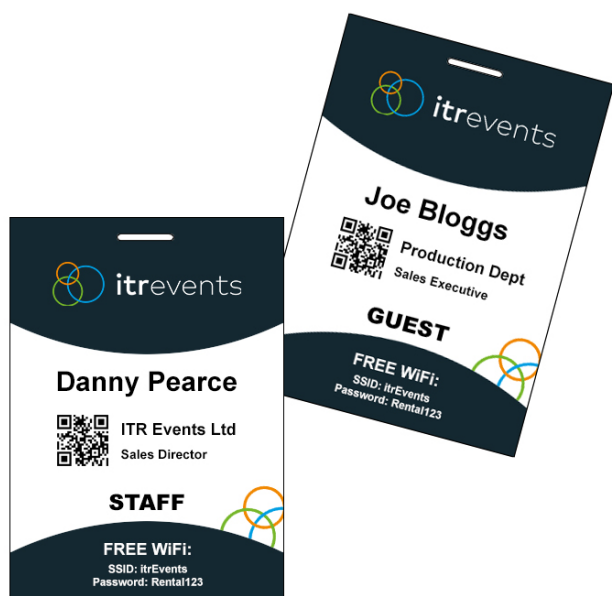 itrevents
Joe Bloggs
Production Dept
Sales Executive
GUEST
FREE WiFi:
SSID: itrEvents
Password: Rental123
itrevents
Danny Pearce
ITR Events Ltd
Sales Director
STAFF
FREE WiFi:
SSID: itrEvents
Password: Rental123